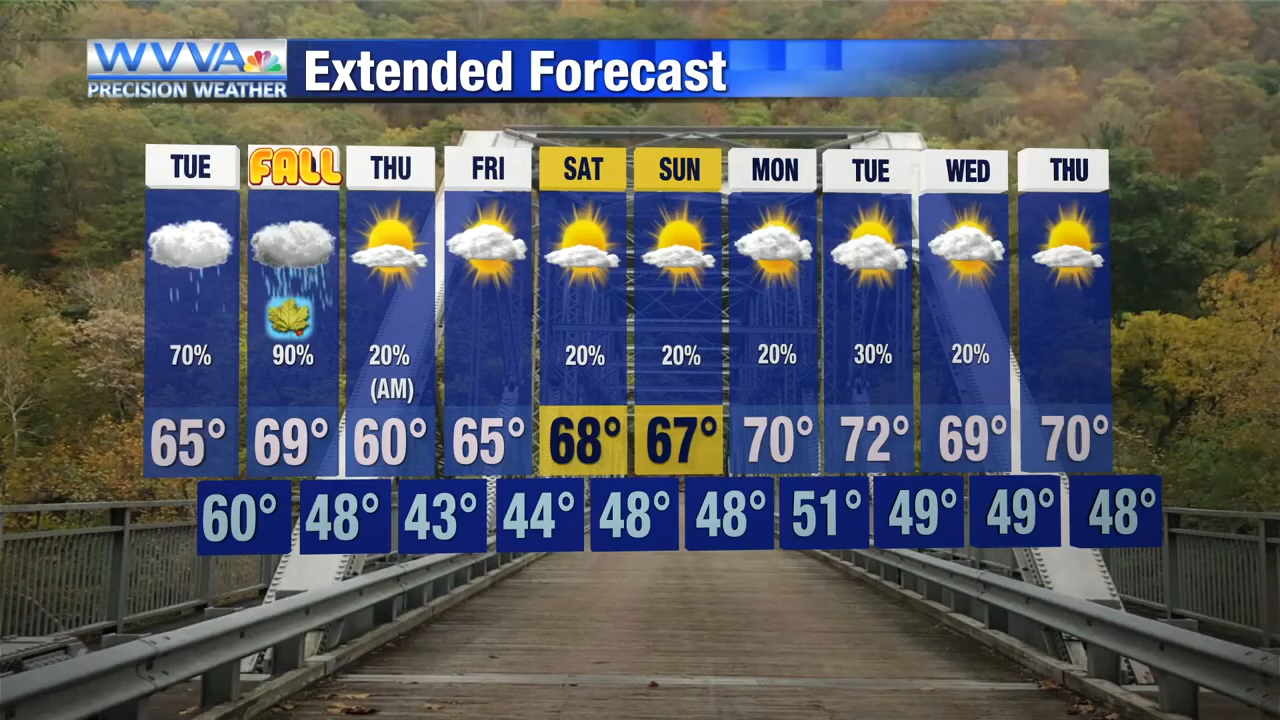 WVVA
PRECISION WEATHER
Extended Forecast
TUE FALL THU FRI SAT SUN MON TUE WED THU
70% 90% 20% 20% 20% 20% 30% 20%
(AM)
65° 69° 60° 65° 68° 67° 70° 72° 69° 70°
60° 48° 43° 44° 48° 48° 51° 49° 49° 48°